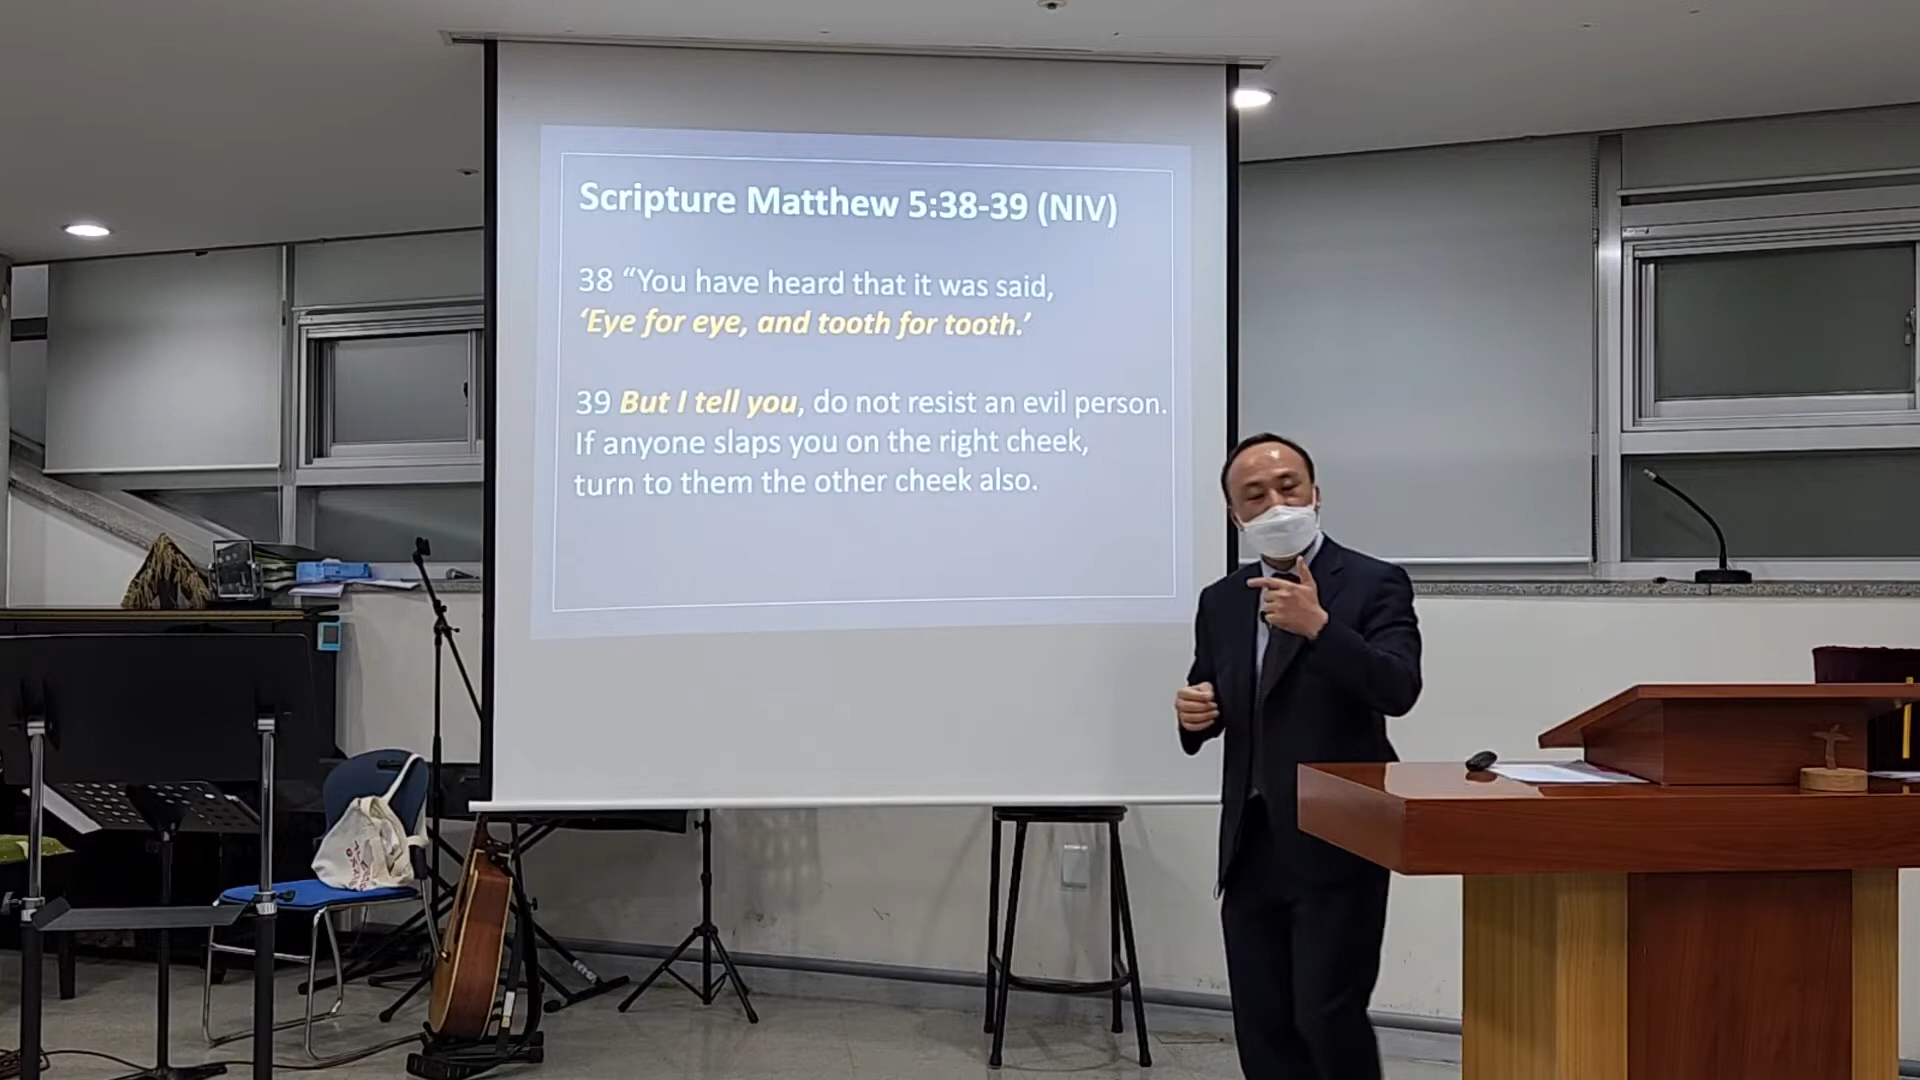 Scripture Matthew 5:38-39 (NIV)
38 “You have heard that it was said,
‘Eye for eye, and tooth for tooth.’
39 But I tell you, do not resist an evil person.
If anyone slaps you on the right cheek,
turn to them the other cheek also.